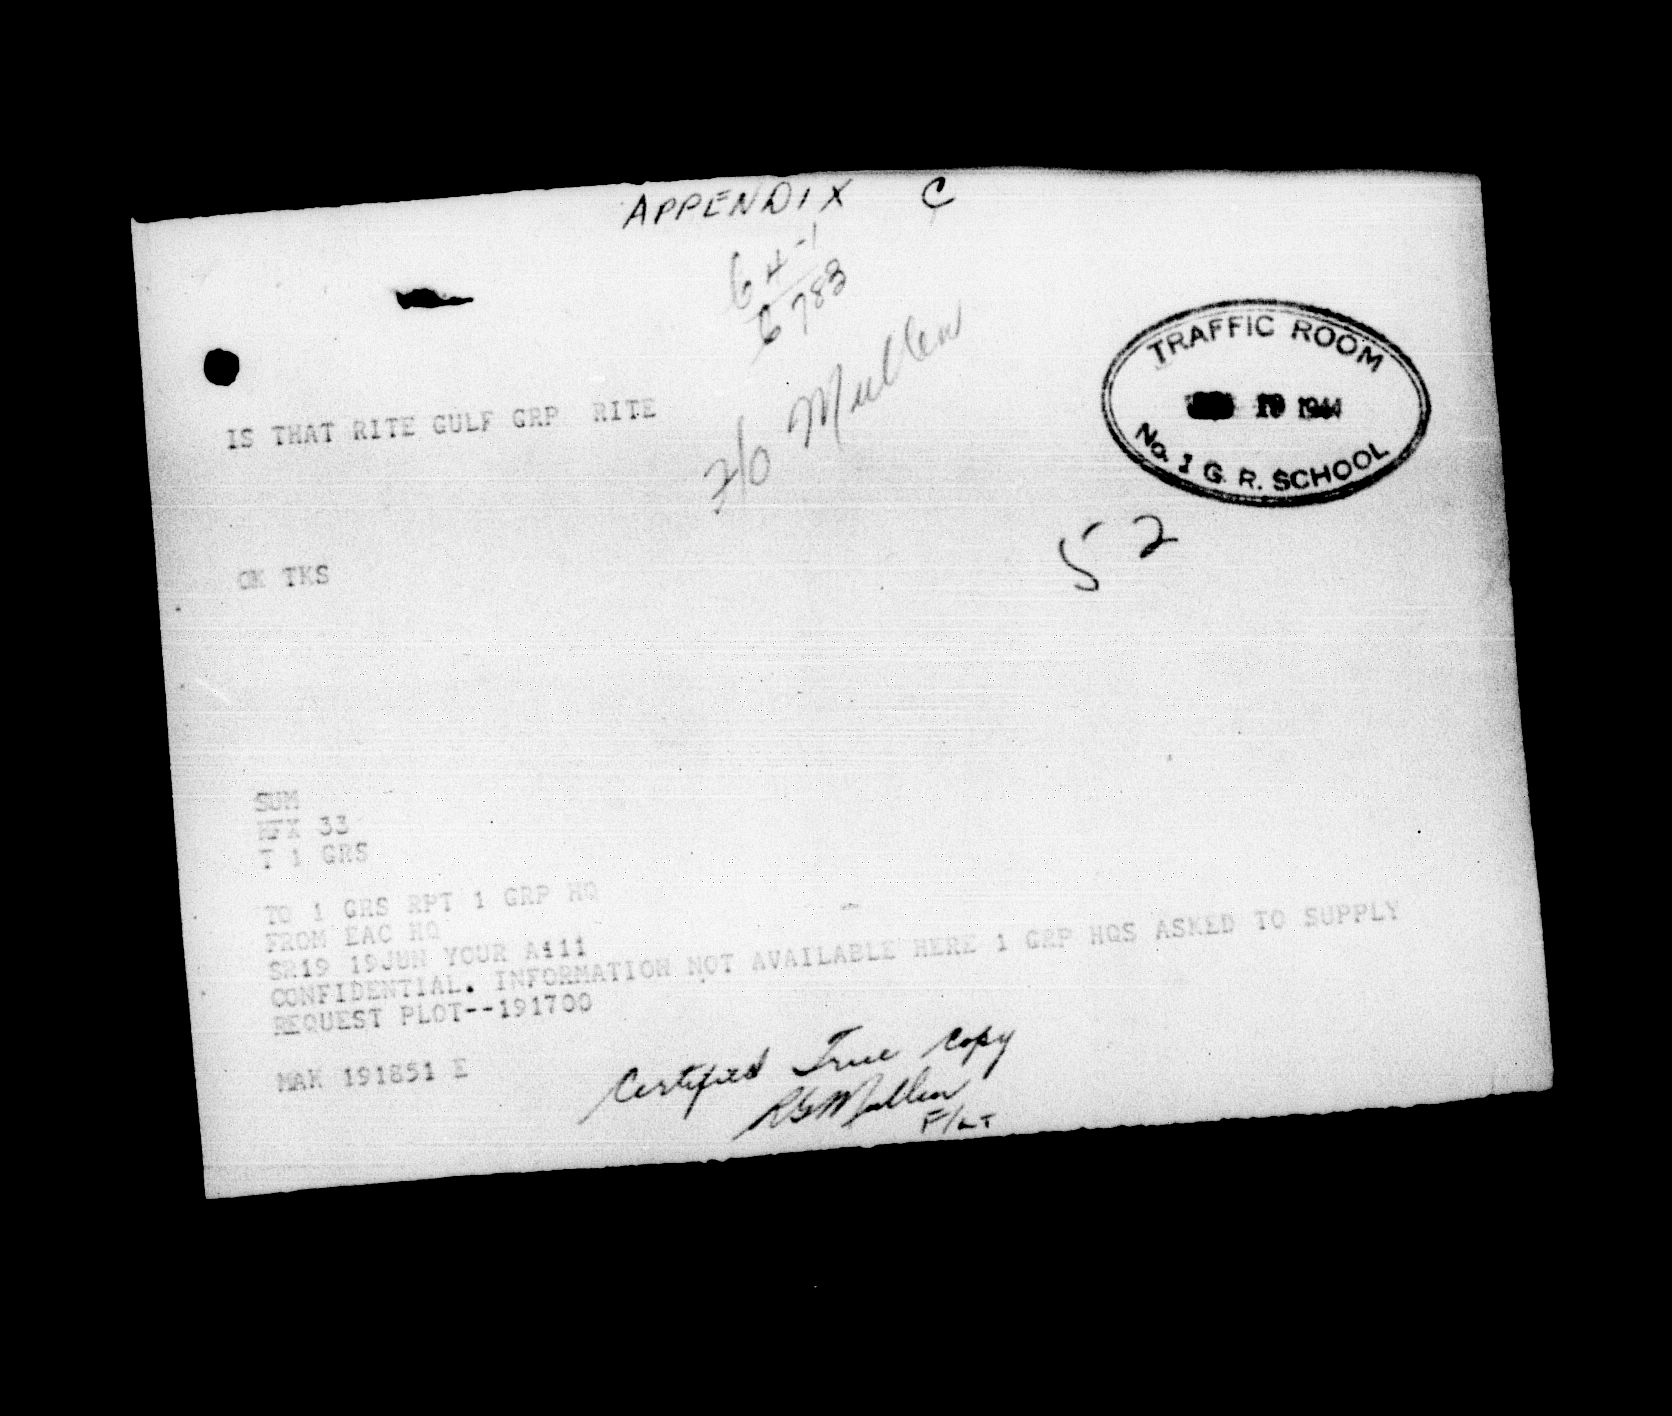 APPENDIX C
64-1
6783
F/O Mullen
TRAFFIC ROOM
19 1944
No. 1 G. R. SCHOOL
IS THAT RITE GULF GRP RITE
52
OK TKS
SUM
HFX 33
T 1 GRS
TO 1 GRS RPT 1 GRP HQ
FROM EAC HQ
SR19 19JUN YOUR A111
CONFIDENTIAL. INFORMATION NOT AVAILABLE HERE 1 GRP HQS ASKED TO SUPPLY
REQUEST PLOT--191700
MAK 191851 E
Certified True Copy
RGMullen
F/LT